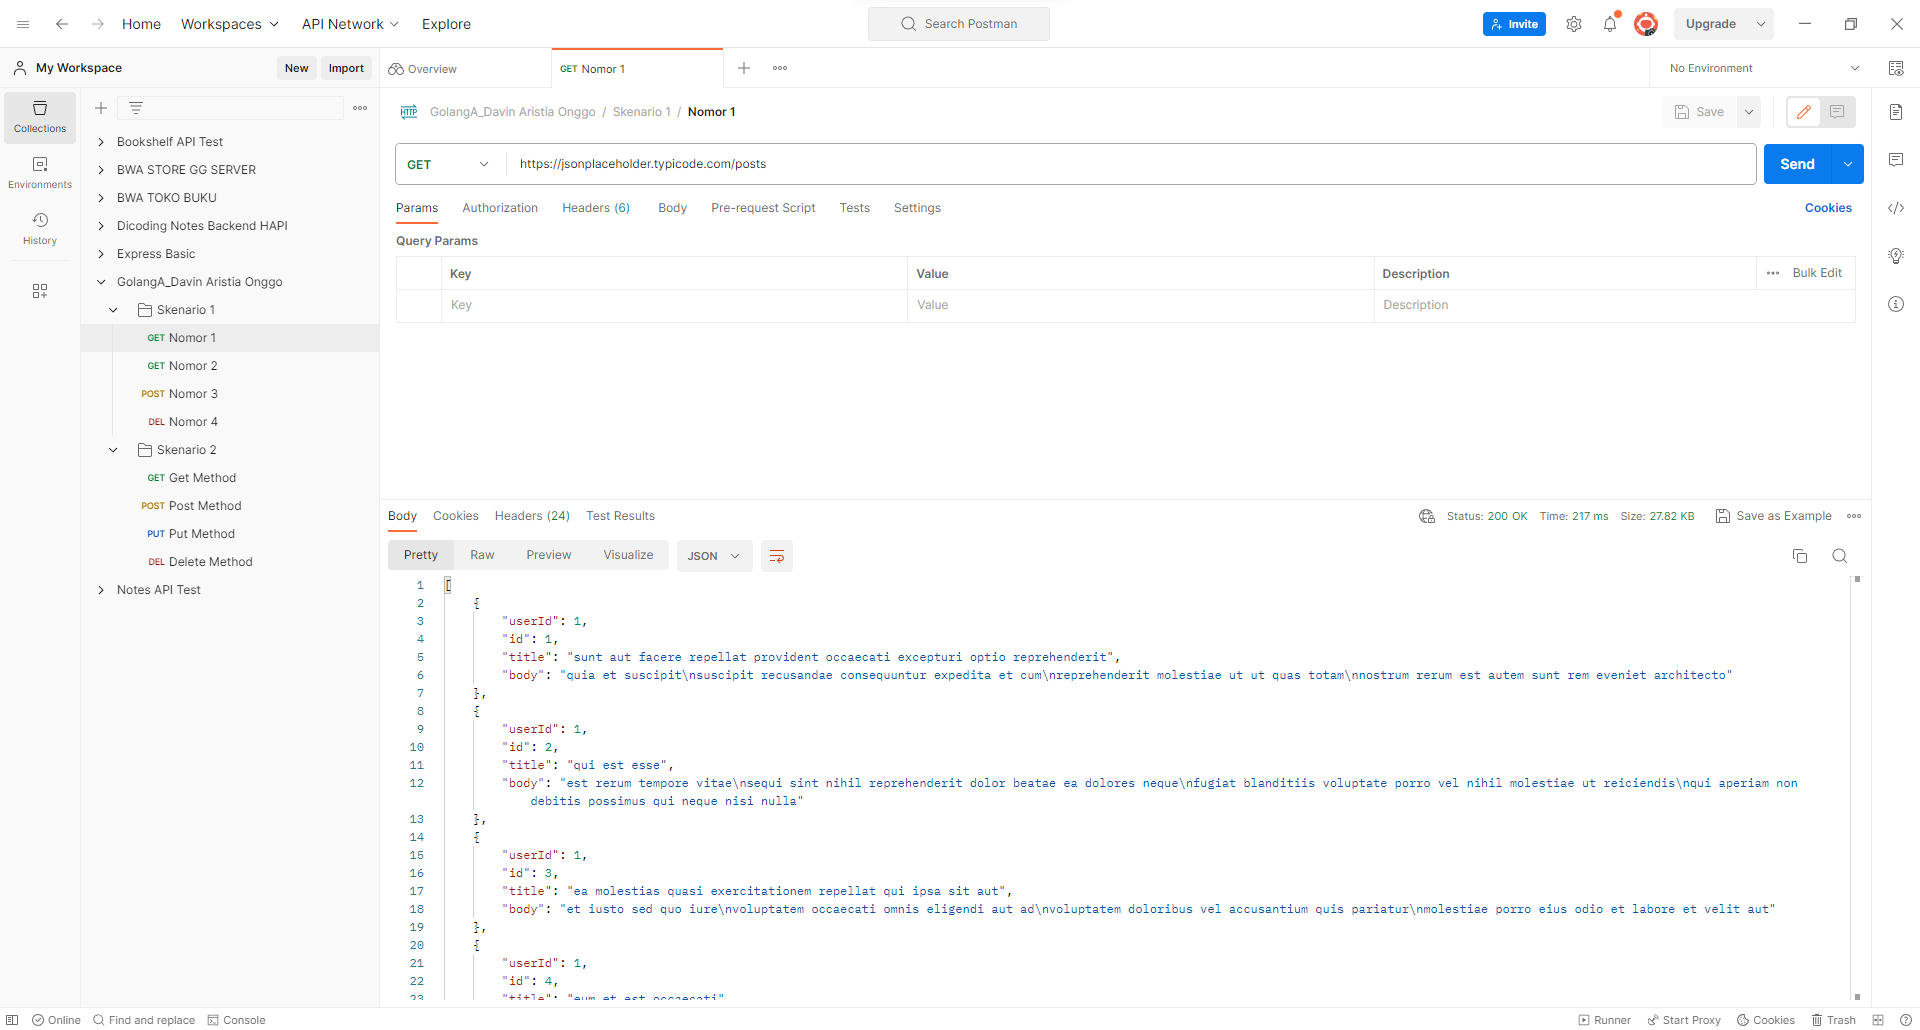 Home Workspaces API Network Explore Search Postman Invite Upgrade
My Workspace New Import Overview GET Nomor 1 No Environment
Collections
Environments
History
Bookshelf API Test
BWA STORE GG SERVER
BWA TOKO BUKU
Dicoding Notes Backend HAPI
Express Basic
GolangA_Davin Aristia Onggo
Skenario 1
GET Nomor 1
GET Nomor 2
POST Nomor 3
DEL Nomor 4
Skenario 2
GET Get Method
POST Post Method
PUT Put Method
DEL Delete Method
Notes API Test
HTTP GolangA_Davin Aristia Onggo / Skenario 1 / Nomor 1 Save
GET https://jsonplaceholder.typicode.com/posts Send
Params Authorization Headers (6) Body Pre-request Script Tests Settings Cookies
Query Params
Key Value Description ••• Bulk Edit
Key Value Description
Body Cookies Headers (24) Test Results Status: 200 OK Time: 217 ms Size: 27.82 KB Save as Example
Pretty Raw Preview Visualize JSON
1 [
2 {
3 "userId": 1,
4 "id": 1,
5 "title": "sunt aut facere repellat provident occaecati excepturi optio reprehenderit",
6 "body": "quia et suscipit\nsuscipit recusandae consequuntur expedita et cum\nreprehenderit molestiae ut ut quas totam\nnostrum rerum est autem sunt rem eveniet architecto"
7 },
8 {
9 "userId": 1,
10 "id": 2,
11 "title": "qui est esse",
12 "body": "est rerum tempore vitae\nsequi sint nihil reprehenderit dolor beatae ea dolores neque\nfugiat blanditiis voluptate porro vel nihil molestiae ut reiciendis\nqui aperiam non
debitis possimus qui neque nisi nulla"
13 },
14 {
15 "userId": 1,
16 "id": 3,
17 "title": "ea molestias quasi exercitationem repellat qui ipsa sit aut",
18 "body": "et iusto sed quo iure\nvoluptatem occaecati omnis eligendi aut ad\nvoluptatem doloribus vel accusantium quis pariatur\nmolestiae porro eius odio et labore et velit aut"
19 },
20 {
21 "userId": 1,
22 "id": 4,
23 "title": "eum et est occaecati"
Online Find and replace Console Runner Start Proxy Cookies Trash